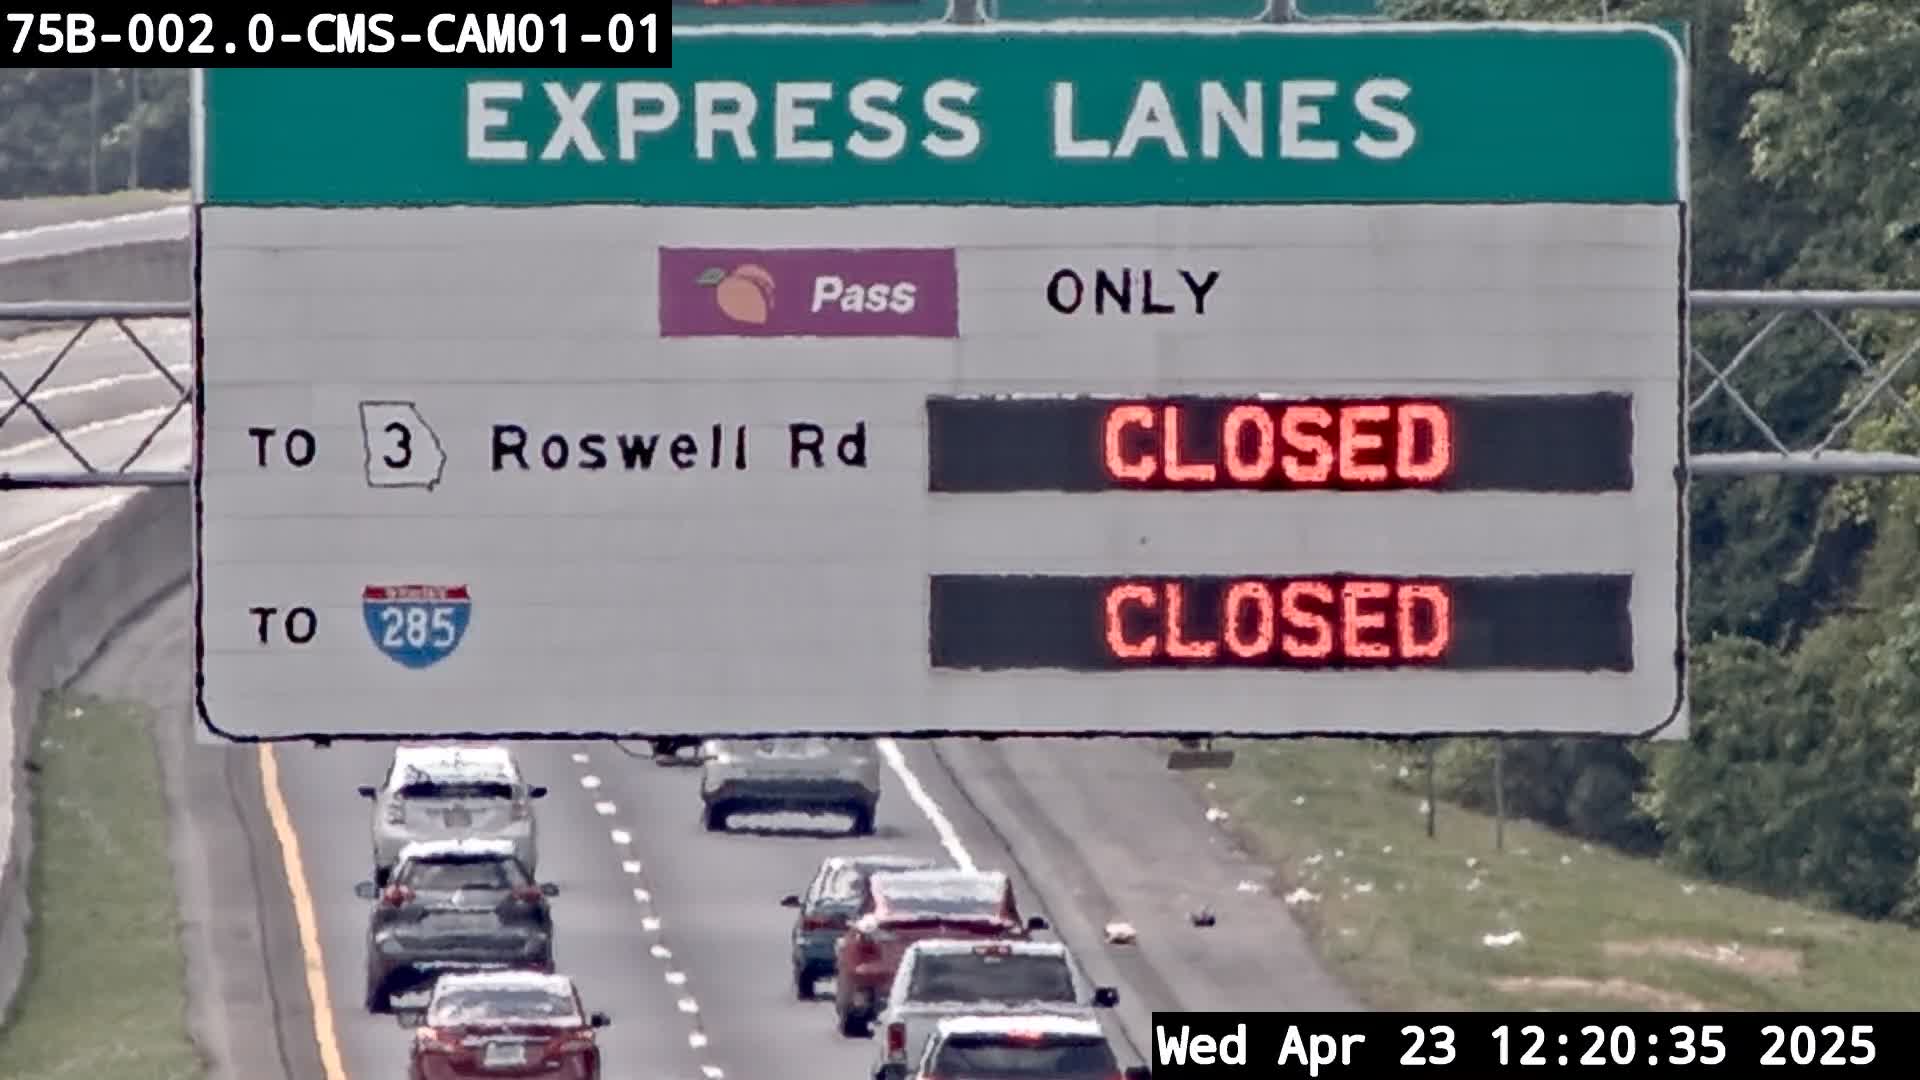 75B-002.0-CMS-CAM01-01
EXPRESS LANES
Pass ONLY
TO 3 Roswell Rd CLOSED
TO 285 CLOSED
Wed Apr 23 12:20:35 2025